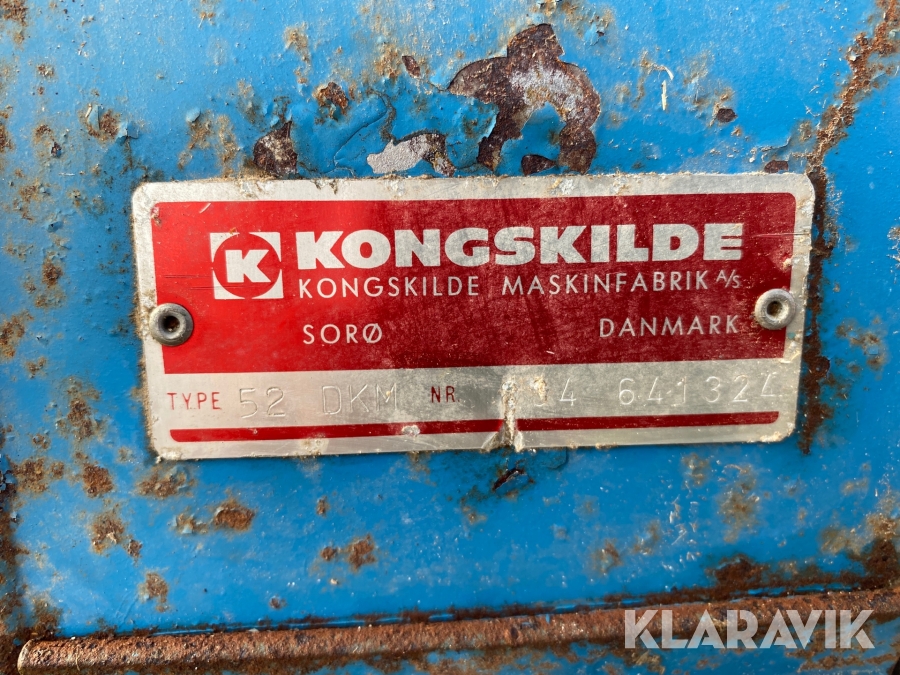 K KONGSKILDE
KONGSKILDE MASKINFABRIK A/S
SORØ DANMARK
TYPE 52 DKM NR 641324
KLARAVIK